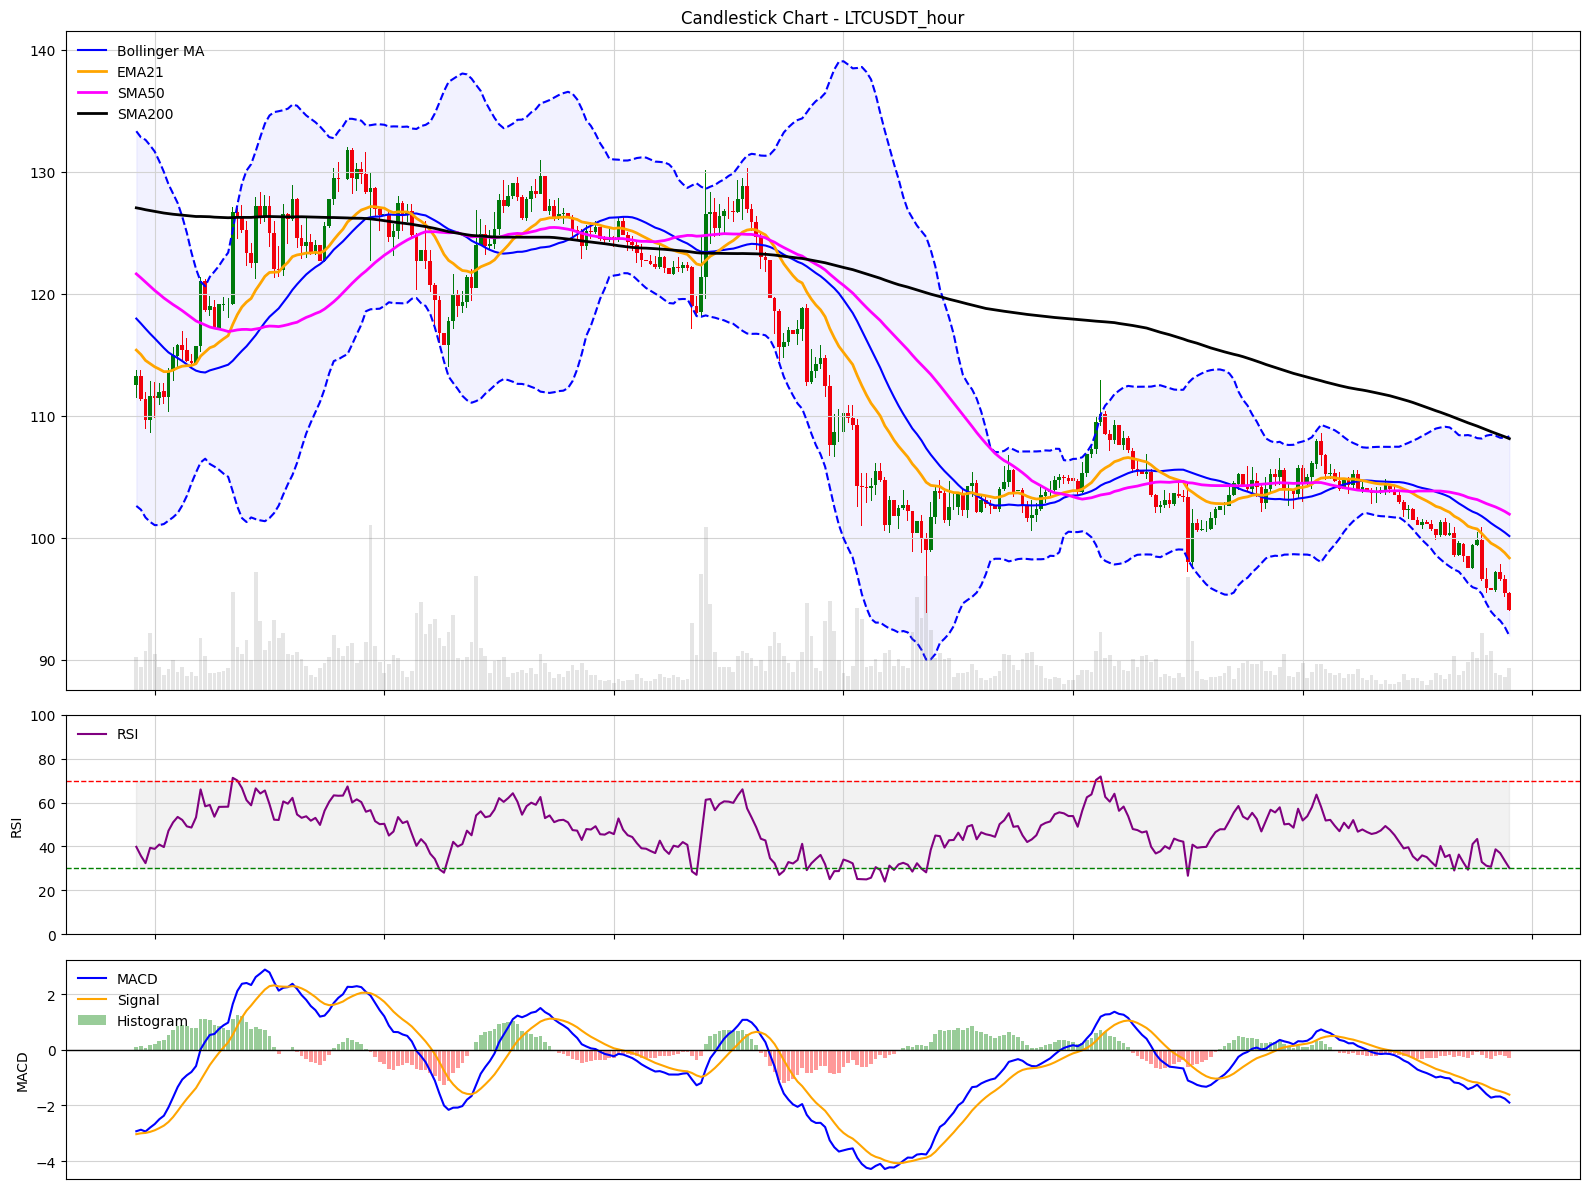 Candlestick Chart - LTCUSDT_hour
Bollinger MA
EMA21
SMA50
SMA200
140
130
120
110
100
90
RSI
RSI
100
80
60
40
20
0
MACD
Signal
Histogram
MACD
2
0
−2
−4